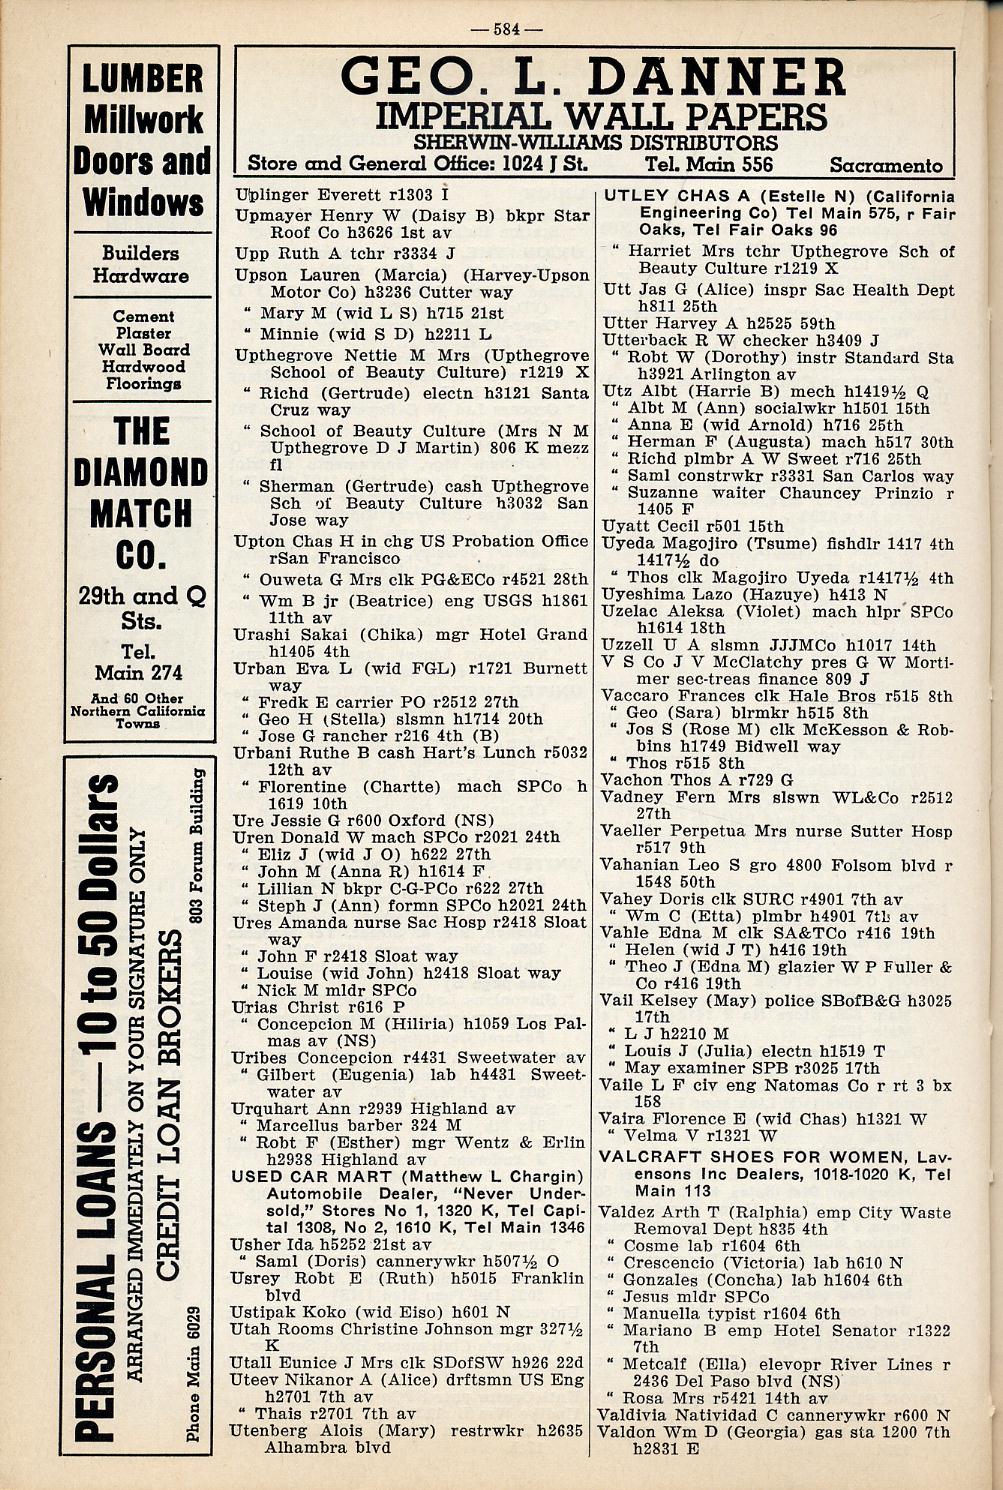 — 584 —
LUMBER
Millwork
Doors and
Windows
Builders
Hardware
Cement
Plaster
Wall Board
Hardwood
Floorings
THE
DIAMOND
MATCH
CO.
29th and Q
Sts.
Tel.
Main 274
And 60 Other
Northern California
Towns
PERSONAL LOANS — 10 to 50 Dollars
ARRANGED IMMEDIATELY ON YOUR SIGNATURE ONLY
CREDIT LOAN BROKERS
Phone Main 6029 803 Forum Building
GEO. L. DANNER
IMPERIAL WALL PAPERS
SHERWIN-WILLIAMS DISTRIBUTORS
Store and General Office: 1024 J St. Tel. Main 556 Sacramento
Uplinger Everett r1303 I
Upmayer Henry W (Daisy B) bkpr Star
Roof Co h3626 1st av
Upp Ruth A tchr r3334 J
Upson Lauren (Marcia) (Harvey-Upson
Motor Co) h3236 Cutter way
" Mary M (wid L S) h715 21st
" Minnie (wid S D) h2211 L
Upthegrove Nettie M Mrs (Upthegrove
School of Beauty Culture) r1219 X
" Richd (Gertrude) electn h3121 Santa
Cruz way
" School of Beauty Culture (Mrs N M
Upthegrove D J Martin) 806 K mezz
fl
" Sherman (Gertrude) cash Upthegrove
Sch of Beauty Culture h3032 San
Jose way
Upton Chas H in chg US Probation Office
rSan Francisco
" Ouweta G Mrs clk PG&ECo r4521 28th
" Wm B jr (Beatrice) eng USGS h1861
11th av
Urashi Sakai (Chika) mgr Hotel Grand
h1405 4th
Urban Eva L (wid FGL) r1721 Burnett
way
" Fredk E carrier PO r2512 27th
" Geo H (Stella) slsmn h1714 20th
" Jose G rancher r216 4th (B)
Urbani Ruthe B cash Hart's Lunch r5032
12th av
" Florentine (Chartte) mach SPCo h
1619 10th
Ure Jessie G r600 Oxford (NS)
Uren Donald W mach SPCo r2021 24th
" Eliz J (wid J O) h622 27th
" John M (Anna R) h1614 F
" Lillian N bkpr C-G-PCo r622 27th
" Steph J (Ann) formn SPCo h2021 24th
Ures Amanda nurse Sac Hosp r2418 Sloat
way
" John F r2418 Sloat way
" Louise (wid John) h2418 Sloat way
" Nick M mldr SPCo
Urias Christ r616 P
" Concepcion M (Hiliria) h1059 Los Pal-
mas av (NS)
Uribes Concepcion r4431 Sweetwater av
" Gilbert (Eugenia) lab h4431 Sweet-
water av
Urquhart Ann r2939 Highland av
" Marcellus barber 324 M
" Robt F (Esther) mgr Wentz & Erlin
h2938 Highland av
USED CAR MART (Matthew L Chargin)
Automobile Dealer, "Never Under-
sold," Stores No 1, 1320 K, Tel Capi-
tal 1308, No 2, 1610 K, Tel Main 1346
Usher Ida h5252 21st av
" Saml (Doris) cannerywkr h507½ O
Usrey Robt E (Ruth) h5015 Franklin
blvd
Ustipak Koko (wid Eiso) h601 N
Utah Rooms Christine Johnson mgr 327½
K
Utall Eunice J Mrs clk SDofSW h926 22d
Uteev Nikanor A (Alice) drftsmn US Eng
h2701 7th av
" Thais r2701 7th av
Utenberg Alois (Mary) restrwkr h2635
Alhambra blvd
UTLEY CHAS A (Estelle N) (California
Engineering Co) Tel Main 575, r Fair
Oaks, Tel Fair Oaks 96
" Harriet Mrs tchr Upthegrove Sch of
Beauty Culture r1219 X
Utt Jas G (Alice) inspr Sac Health Dept
h811 25th
Utter Harvey A h2525 59th
Utterback R W checker h3409 J
" Robt W (Dorothy) instr Standard Sta
h3921 Arlington av
Utz Albt (Harrie B) mech h1419½ Q
" Albt M (Ann) socialwkr h1501 15th
" Anna E (wid Arnold) h716 25th
" Herman F (Augusta) mach h517 30th
" Richd plmbr A W Sweet r716 25th
" Saml constrwkr r3331 San Carlos way
" Suzanne waiter Chauncey Prinzio r
1405 F
Uyatt Cecil r501 15th
Uyeda Magojiro (Tsume) fishdlr 1417 4th
1417½ do
" Thos clk Magojiro Uyeda r1417½ 4th
Uyeshima Lazo (Hazuye) h413 N
Uzelac Aleksa (Violet) mach hlpr SPCo
h1614 18th
Uzzell U A slsmn JJJMCo h1017 14th
V S Co J V McClatchy pres G W Morti-
mer sec-treas finance 809 J
Vaccaro Frances clk Hale Bros r515 8th
" Geo (Sara) blrmkr h515 8th
" Jos S (Rose M) clk McKesson & Rob-
bins h1749 Bidwell way
" Thos r515 8th
Vachon Thos A r729 G
Vadney Fern Mrs slswn WL&Co r2512
27th
Vaeller Perpetua Mrs nurse Sutter Hosp
r517 9th
Vahanian Leo S gro 4800 Folsom blvd r
1548 50th
Vahey Doris clk SURC r4901 7th av
" Wm C (Etta) plmbr h4901 7th av
Vahle Edna M clk SA&TCo r416 19th
" Helen (wid J T) h416 19th
" Theo J (Edna M) glazier W P Fuller &
Co r416 19th
Vail Kelsey (May) police SBofB&G h3025
17th
" L J h2210 M
" Louis J (Julia) electn h1519 T
" May examiner SPB r3025 17th
Vaile L F civ eng Natomas Co r rt 3 bx
158
Vaira Florence E (wid Chas) h1321 W
" Velma V r1321 W
VALCRAFT SHOES FOR WOMEN, Lav-
ensons Inc Dealers, 1018-1020 K, Tel
Main 113
Valdez Arth T (Ralphia) emp City Waste
Removal Dept h835 4th
" Cosme lab r1604 6th
" Crescencio (Victoria) lab h610 N
" Gonzales (Concha) lab h1604 6th
" Jesus mldr SPCo
" Manuella typist r1604 6th
" Mariano B emp Hotel Senator r1322
7th
" Metcalf (Ella) elevopr River Lines r
2436 Del Paso blvd (NS)
" Rosa Mrs r5421 14th av
Valdivia Natividad C cannerywkr r600 N
Valdon Wm D (Georgia) gas sta 1200 7th
h2831 E